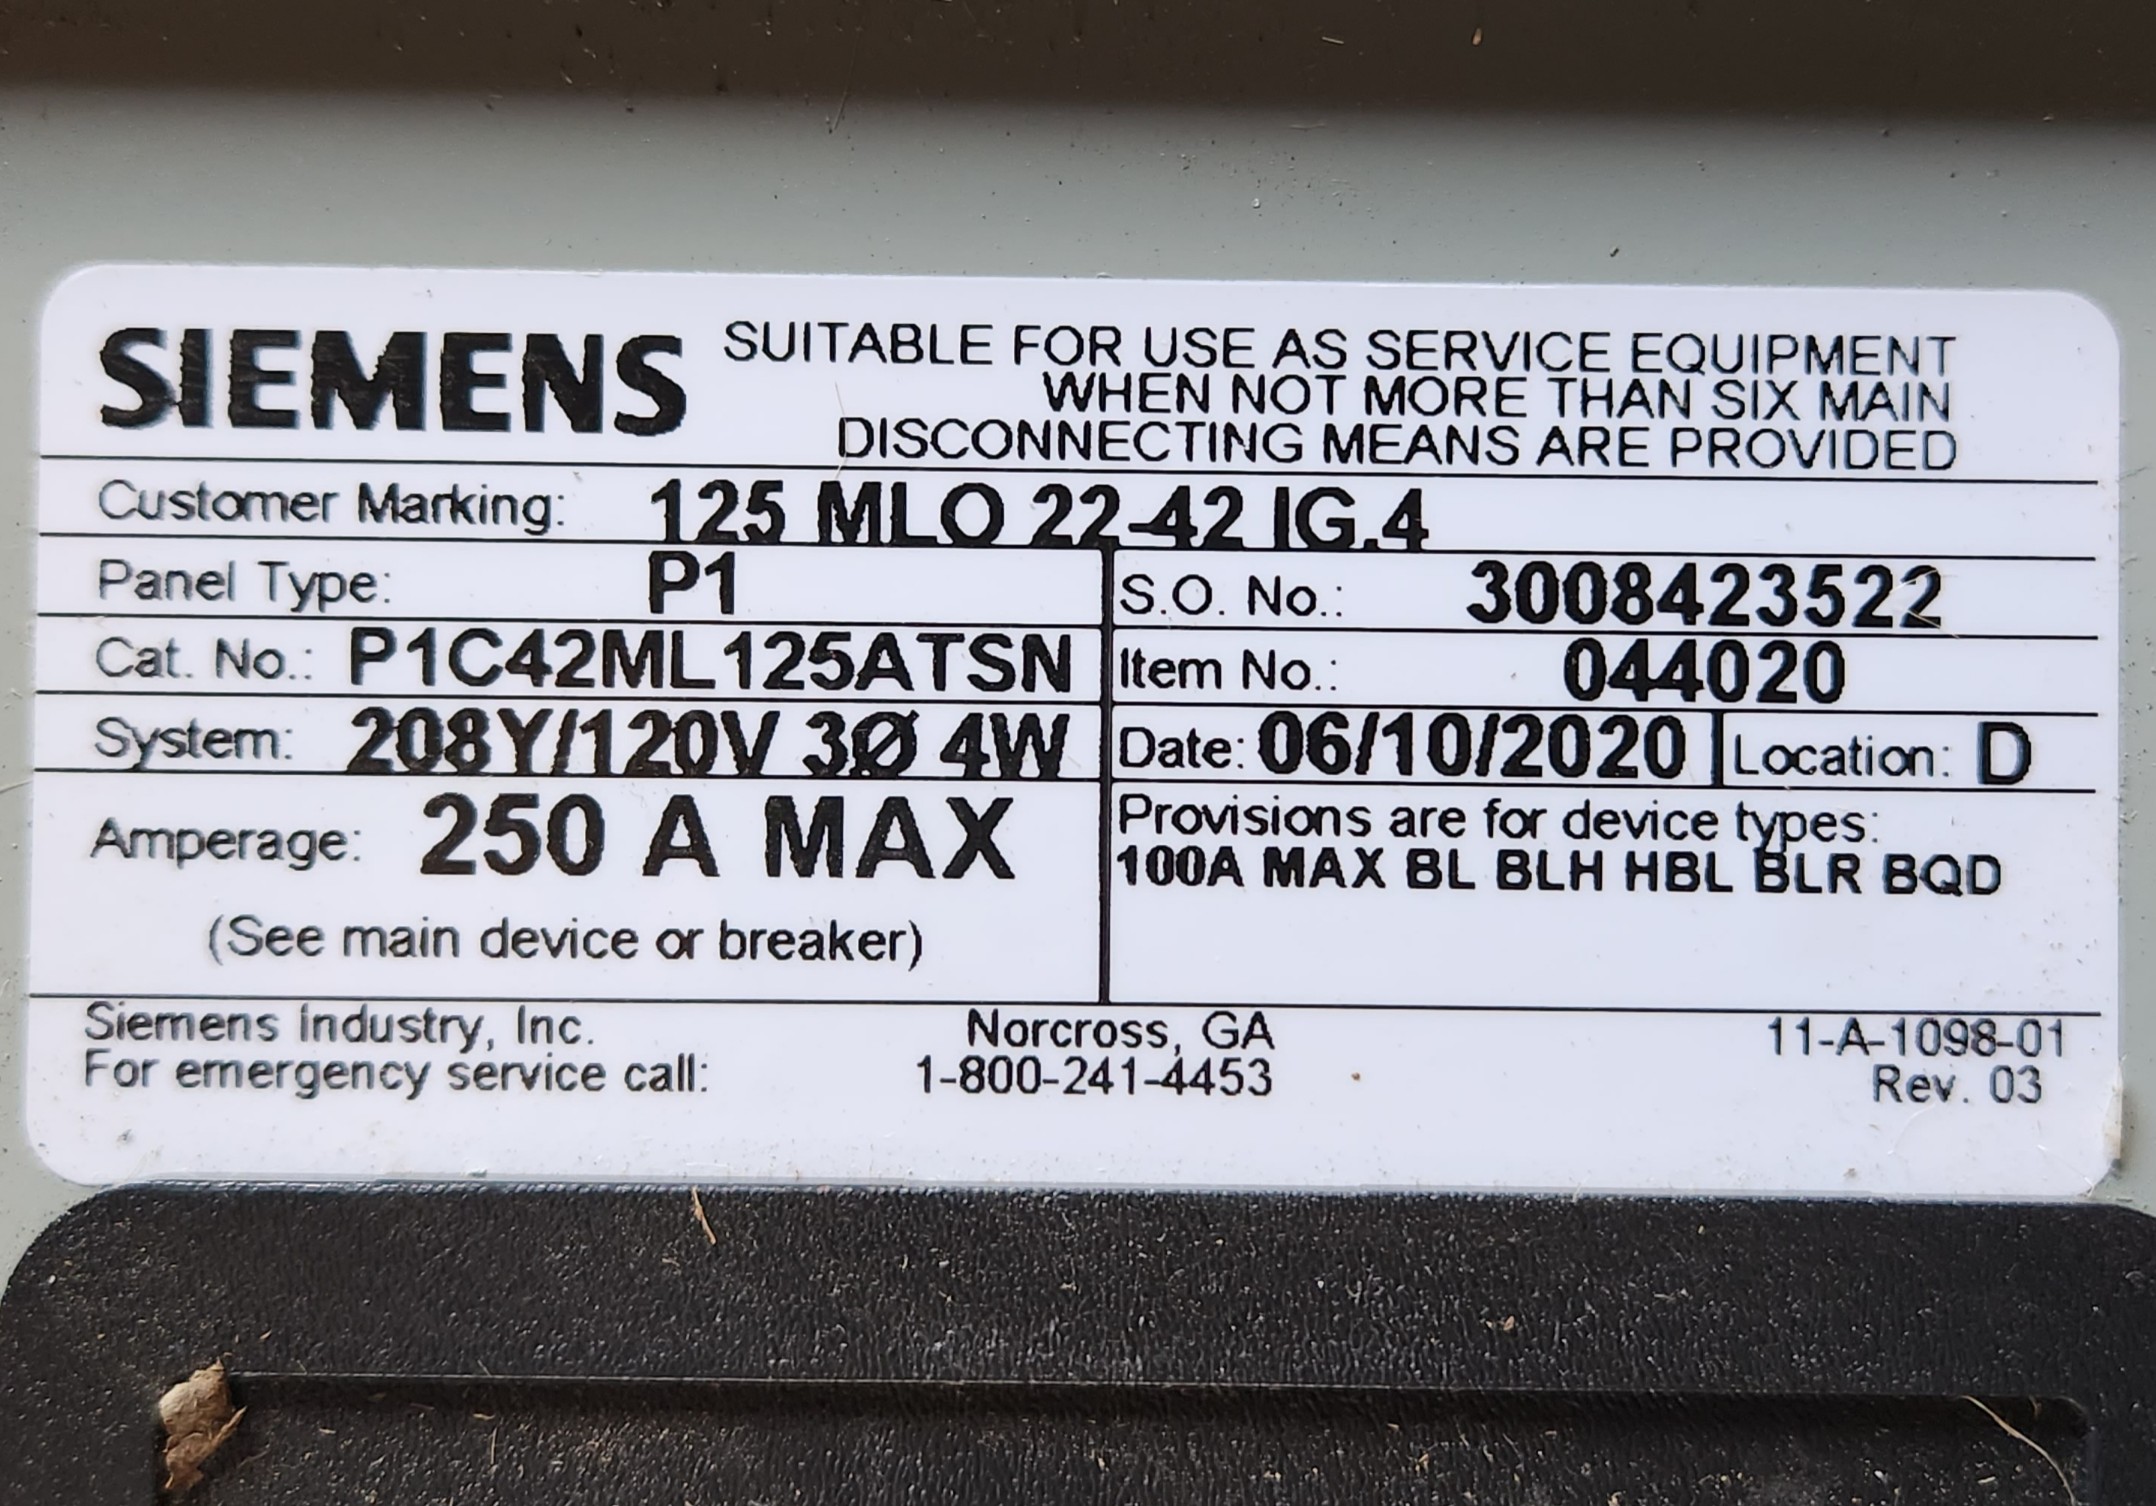 SIEMENS
SUITABLE FOR USE AS SERVICE EQUIPMENT
WHEN NOT MORE THAN SIX MAIN
DISCONNECTING MEANS ARE PROVIDED
Customer Marking: 125 MLO 22-42 IG.4
Panel Type: P1
S.O. No.: 3008423522
Cat. No.: P1C42ML125ATSN
Item No.: 044020
System: 208Y/120V 3Ø 4W
Date: 06/10/2020 Location: D
Amperage: 250 A MAX
(See main device or breaker)
Provisions are for device types:
100A MAX BL BLH HBL BLR BQD
Siemens Industry, Inc. Norcross, GA 11-A-1098-01
For emergency service call: 1-800-241-4453 Rev. 03